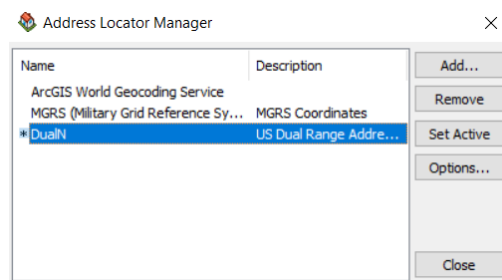 Address Locator Manager
Name Description Add...
ArcGIS World Geocoding Service Remove
MGRS (Military Grid Reference Sy... MGRS Coordinates
* DualN US Dual Range Addre... Set Active
Options...
Close